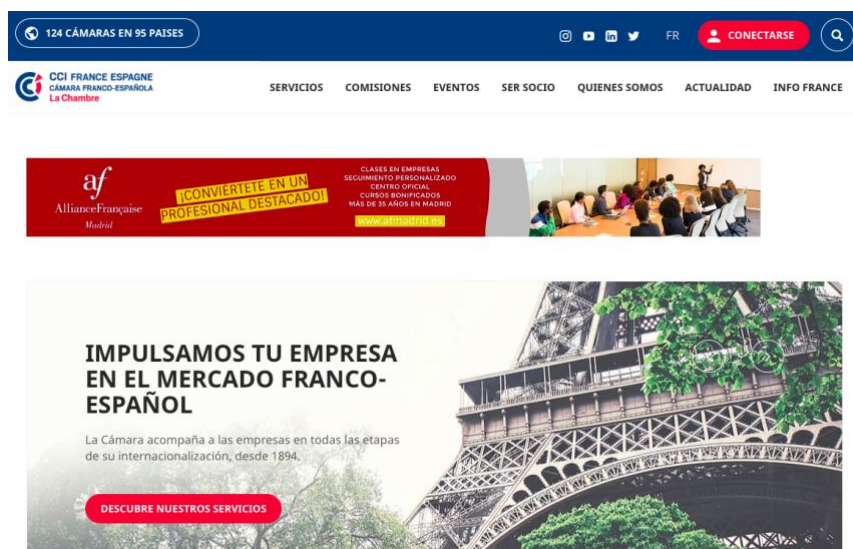 124 CÁMARAS EN 95 PAISES
FR
CONECTARSE
CCI FRANCE ESPAGNE
CÁMARA FRANCO-ESPAÑOLA
La Chambre
SERVICIOS
COMISIONES
EVENTOS
SER SOCIO
QUIENES SOMOS
ACTUALIDAD
INFO FRANCE
af
AllianceFrançaise
Madrid
¡CONVIÉRTETE EN UN
PROFESIONAL DESTACADO!
CLASES EN EMPRESAS
SEGUIMIENTO PERSONALIZADO
CENTRO OFICIAL
CURSOS BONIFICADOS
MÁS DE 35 AÑOS EN MADRID
www.afmadrid.es
IMPULSAMOS TU EMPRESA
EN EL MERCADO FRANCO-
ESPAÑOL
La Cámara acompaña a las empresas en todas las etapas
de su internacionalización, desde 1894.
DESCUBRE NUESTROS SERVICIOS